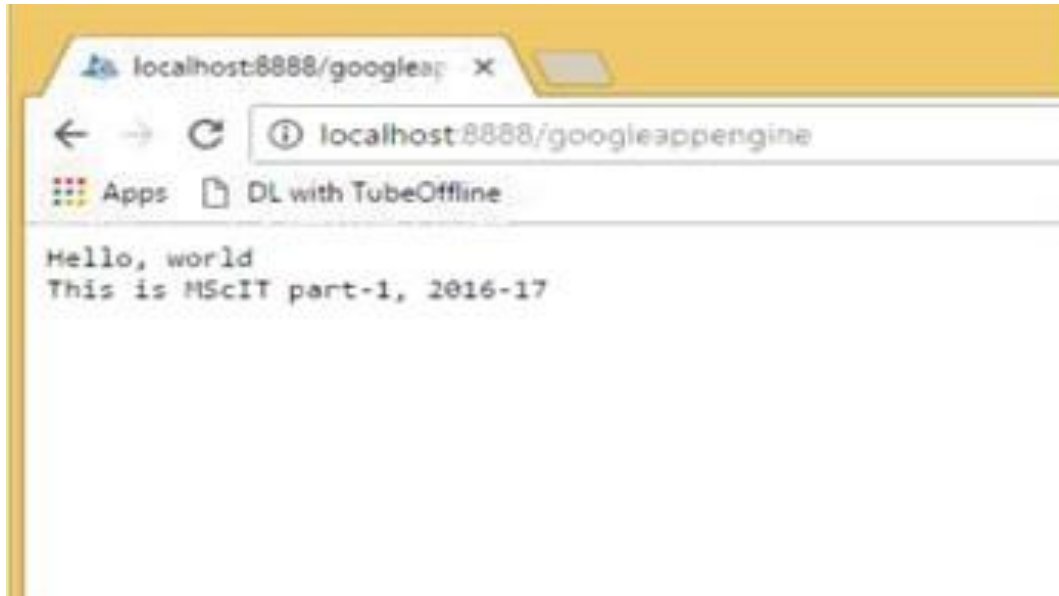 localhost:8888/googleap
localhost:8888/googleappengine
Apps DL with TubeOffline
Hello, world
This is MScIT part-1, 2016-17